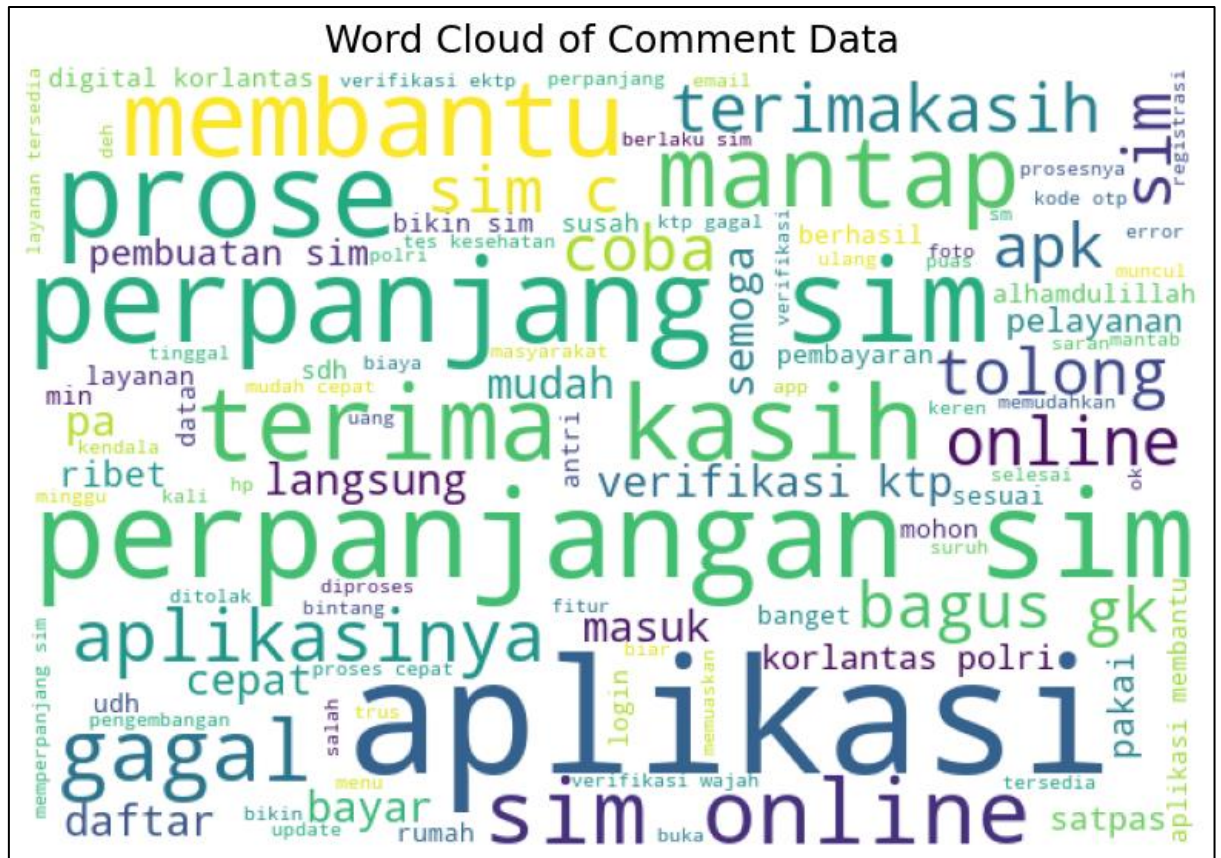 Word Cloud of Comment Data
layanan tersedia
digital korlantas
verifikasi ektp
perpanjang
email
deh
membantu
terimakasih
sim
registrasi
berlaku sim
prose
sim c
mantap
prosesnya
kode otp
sm
bikin sim
susah
ktp gagal
verifikasi
berhasil
apk
error
pembuatan sim
polri
tes kesehatan
coba
semoga
ulang
foto
puas
muncul
perpanjang sim
alhamdulillah
pelayanan
tinggal
sdh
biaya
masyarakat
pembayaran
saran
mantab
layanan
min
data
mudah cepat
mudah
app
tolong
pa
uang
terima kasih
keren
memudahkan
kendala
antri
online
ribet
langsung
verifikasi ktp
sesuai
selesai
ok
minggu
kali
hp
perpanjangan sim
mohon
suruh
diproses
ditolak
bintang
fitur
banget
bagus
gk
memperpanjang sim
aplikasinya
masuk
biar
korlantas polri
cepat
proses cepat
aplikasi
pakai
aplikasi membantu
udh
pengembangan
salah
trus
login
memuaskan
gagal
menu
verifikasi wajah
tersedia
daftar
bikin
bayar
update
rumah
sim online
buka
satpas